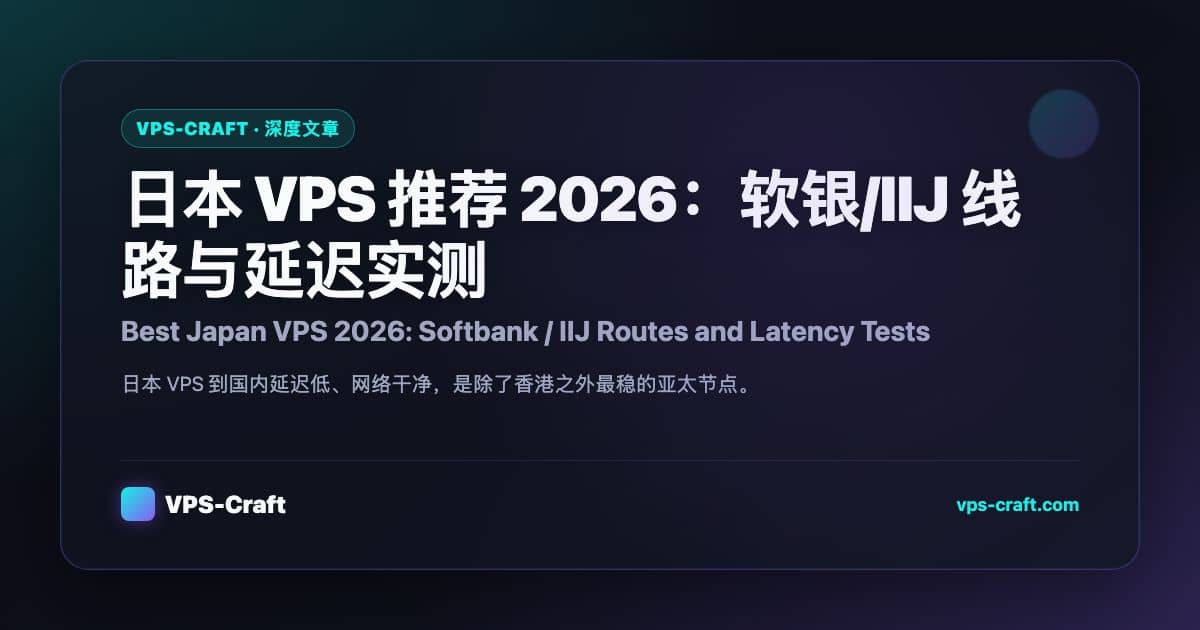 VPS-CRAFT · 深度文章
日本 VPS 推荐 2026：软银/IIJ 线
路与延迟实测
Best Japan VPS 2026: Softbank / IIJ Routes and Latency Tests
日本 VPS 到国内延迟低、网络干净，是除了香港之外最稳的亚太节点。
VPS-Craft
vps-craft.com